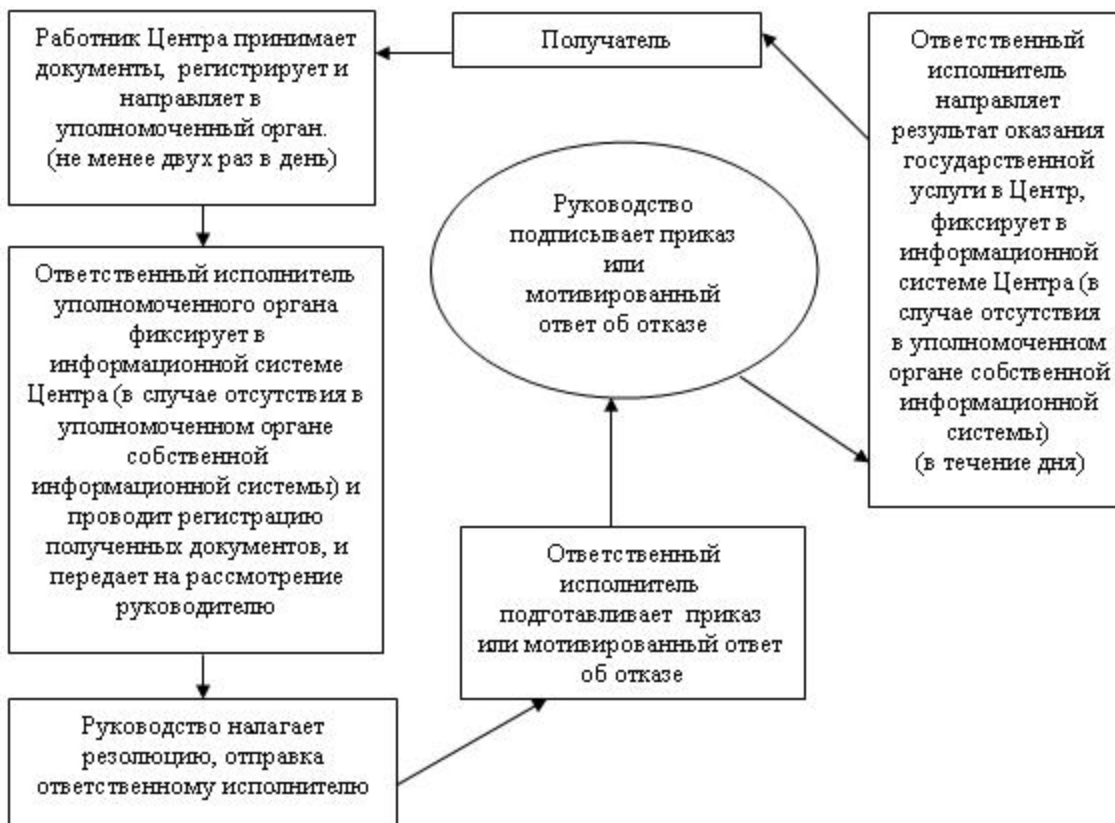 Работник Центра принимает
документы, регистрирует и
направляет в
уполномоченный орган.
(не менее двух раз в день)
Получатель
Ответственный
исполнитель
направляет
результат оказания
государственной
услуги в Центр,
фиксирует в
информационной
системе Центра (в
случае отсутствия
в уполномоченном
органе собственной
информационной
системы)
(в течение дня)
Руководство
подписывает приказ
или
мотивированный
ответ об отказе
Ответственный исполнитель
уполномоченного органа
фиксирует в
информационной системе
Центра (в случае отсутствия в
уполномоченном органе
собственной
информационной системы) и
проводит регистрацию
полученных документов, и
передает на рассмотрение
руководителю
Ответственный
исполнитель
подготавливает приказ
или мотивированный ответ
об отказе
Руководство налагает
резолюцию, отправка
ответственному исполнителю